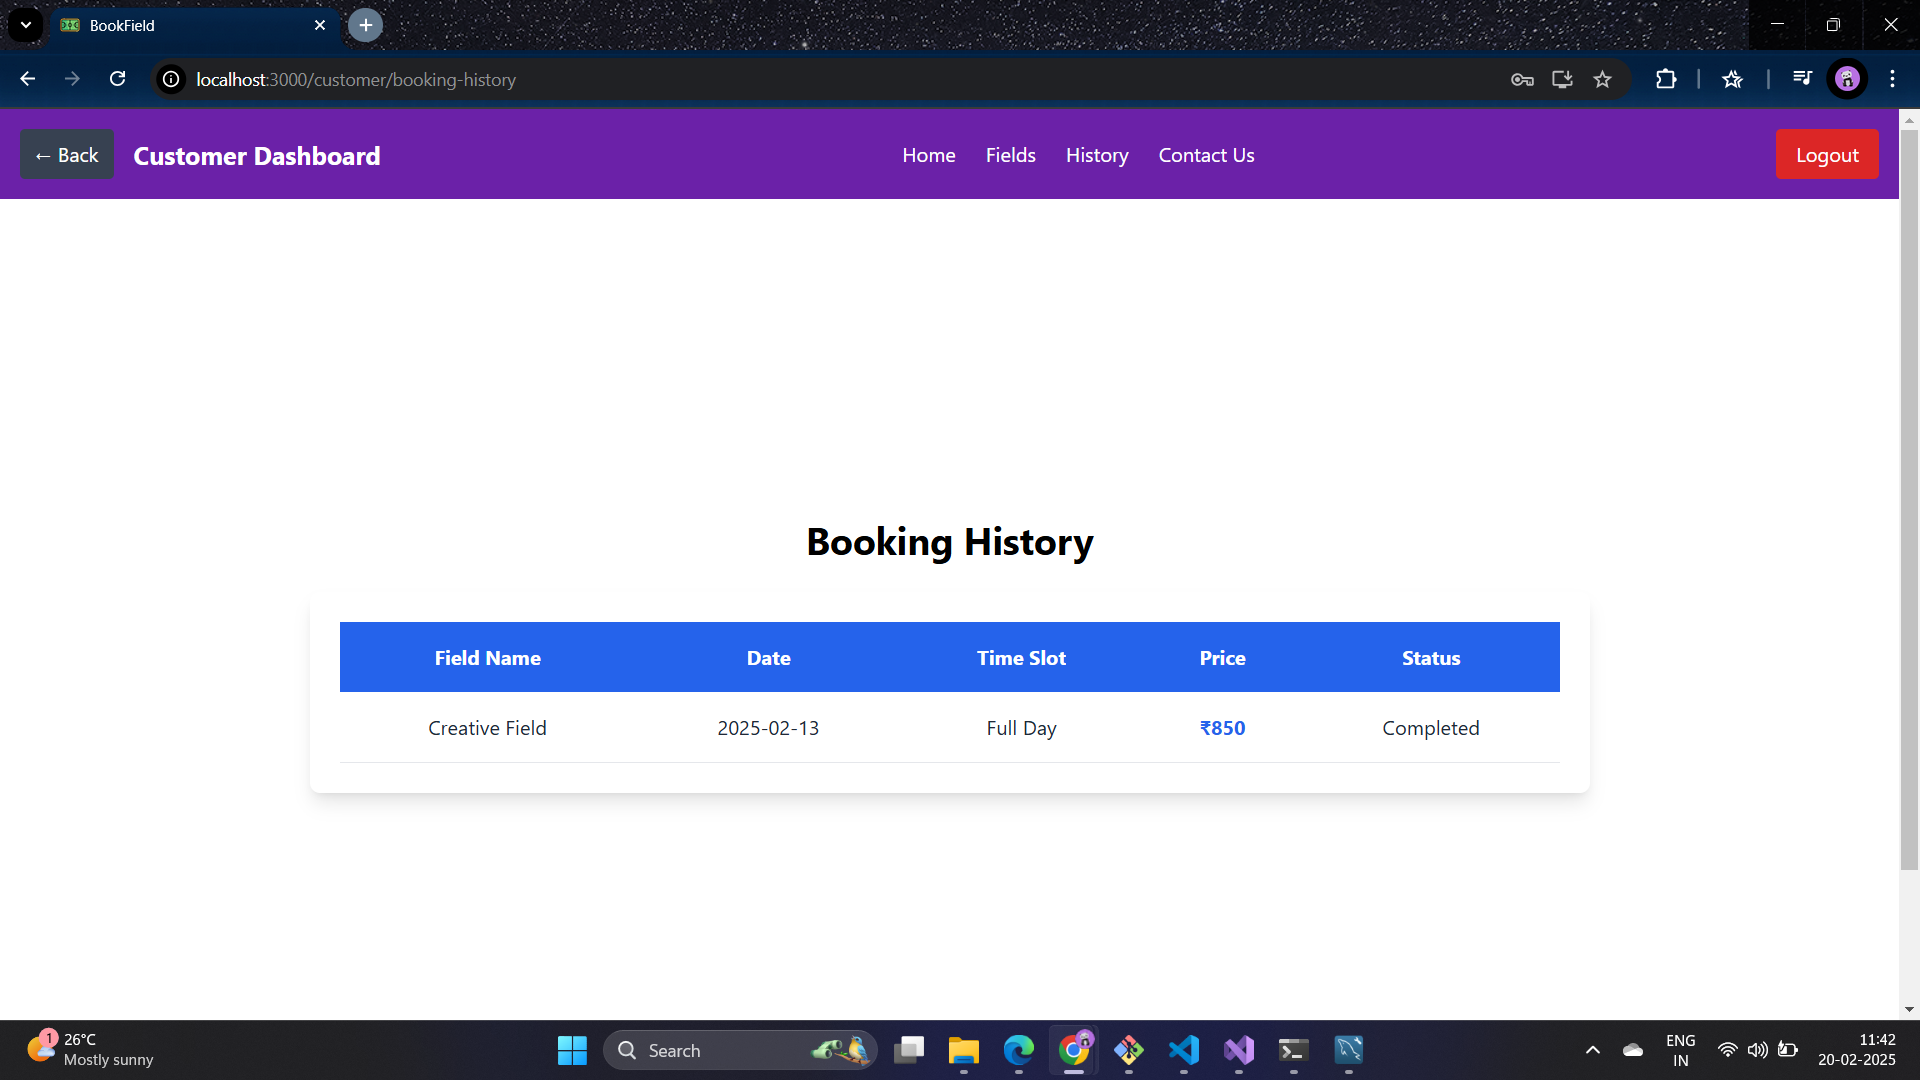 BookField
localhost:3000/customer/booking-history
← Back
Customer Dashboard
Home
Fields
History
Contact Us
Logout
Booking History
Field Name Date Time Slot Price Status
Creative Field 2025-02-13 Full Day ₹850 Completed
1
26°C
Mostly sunny
Search
ENG
IN
11:42
20-02-2025